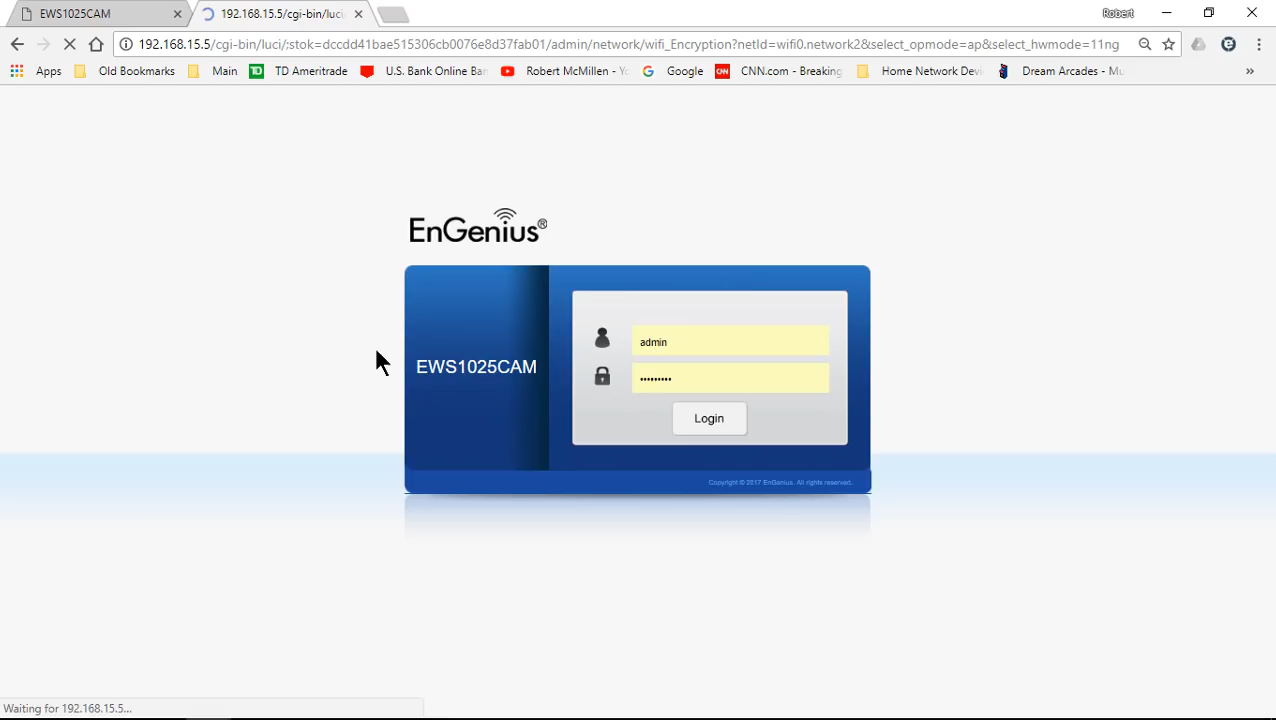 EWS1025CAM
192.168.15.5/cgi-bin/luci/
Robert
192.168.15.5/cgi-bin/luci/;stok=dccdd41bae515306cb0076e8d37fab01/admin/network/wifi_Encryption?netId=wifi0.network2&select_opmode=ap&select_hwmode=11ng
Apps Old Bookmarks Main TD Ameritrade U.S. Bank Online Ba Robert McMillen - Y Google CNN.com - Breaking Home Network Devi Dream Arcades - Mu »
EnGenius®
EWS1025CAM
admin
•••••••••
Login
Copyright © 2017 EnGenius. All rights reserved.
Waiting for 192.168.15.5...